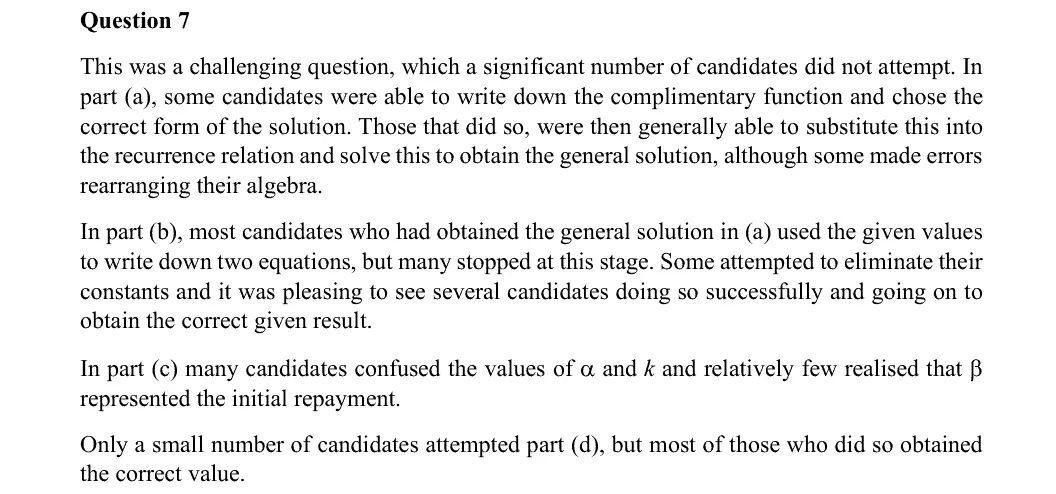 Question 7
This was a challenging question, which a significant number of candidates did not attempt. In
part (a), some candidates were able to write down the complimentary function and chose the
correct form of the solution. Those that did so, were then generally able to substitute this into
the recurrence relation and solve this to obtain the general solution, although some made errors
rearranging their algebra.
In part (b), most candidates who had obtained the general solution in (a) used the given values
to write down two equations, but many stopped at this stage. Some attempted to eliminate their
constants and it was pleasing to see several candidates doing so successfully and going on to
obtain the correct given result.
In part (c) many candidates confused the values of α and k and relatively few realised that β
represented the initial repayment.
Only a small number of candidates attempted part (d), but most of those who did so obtained
the correct value.